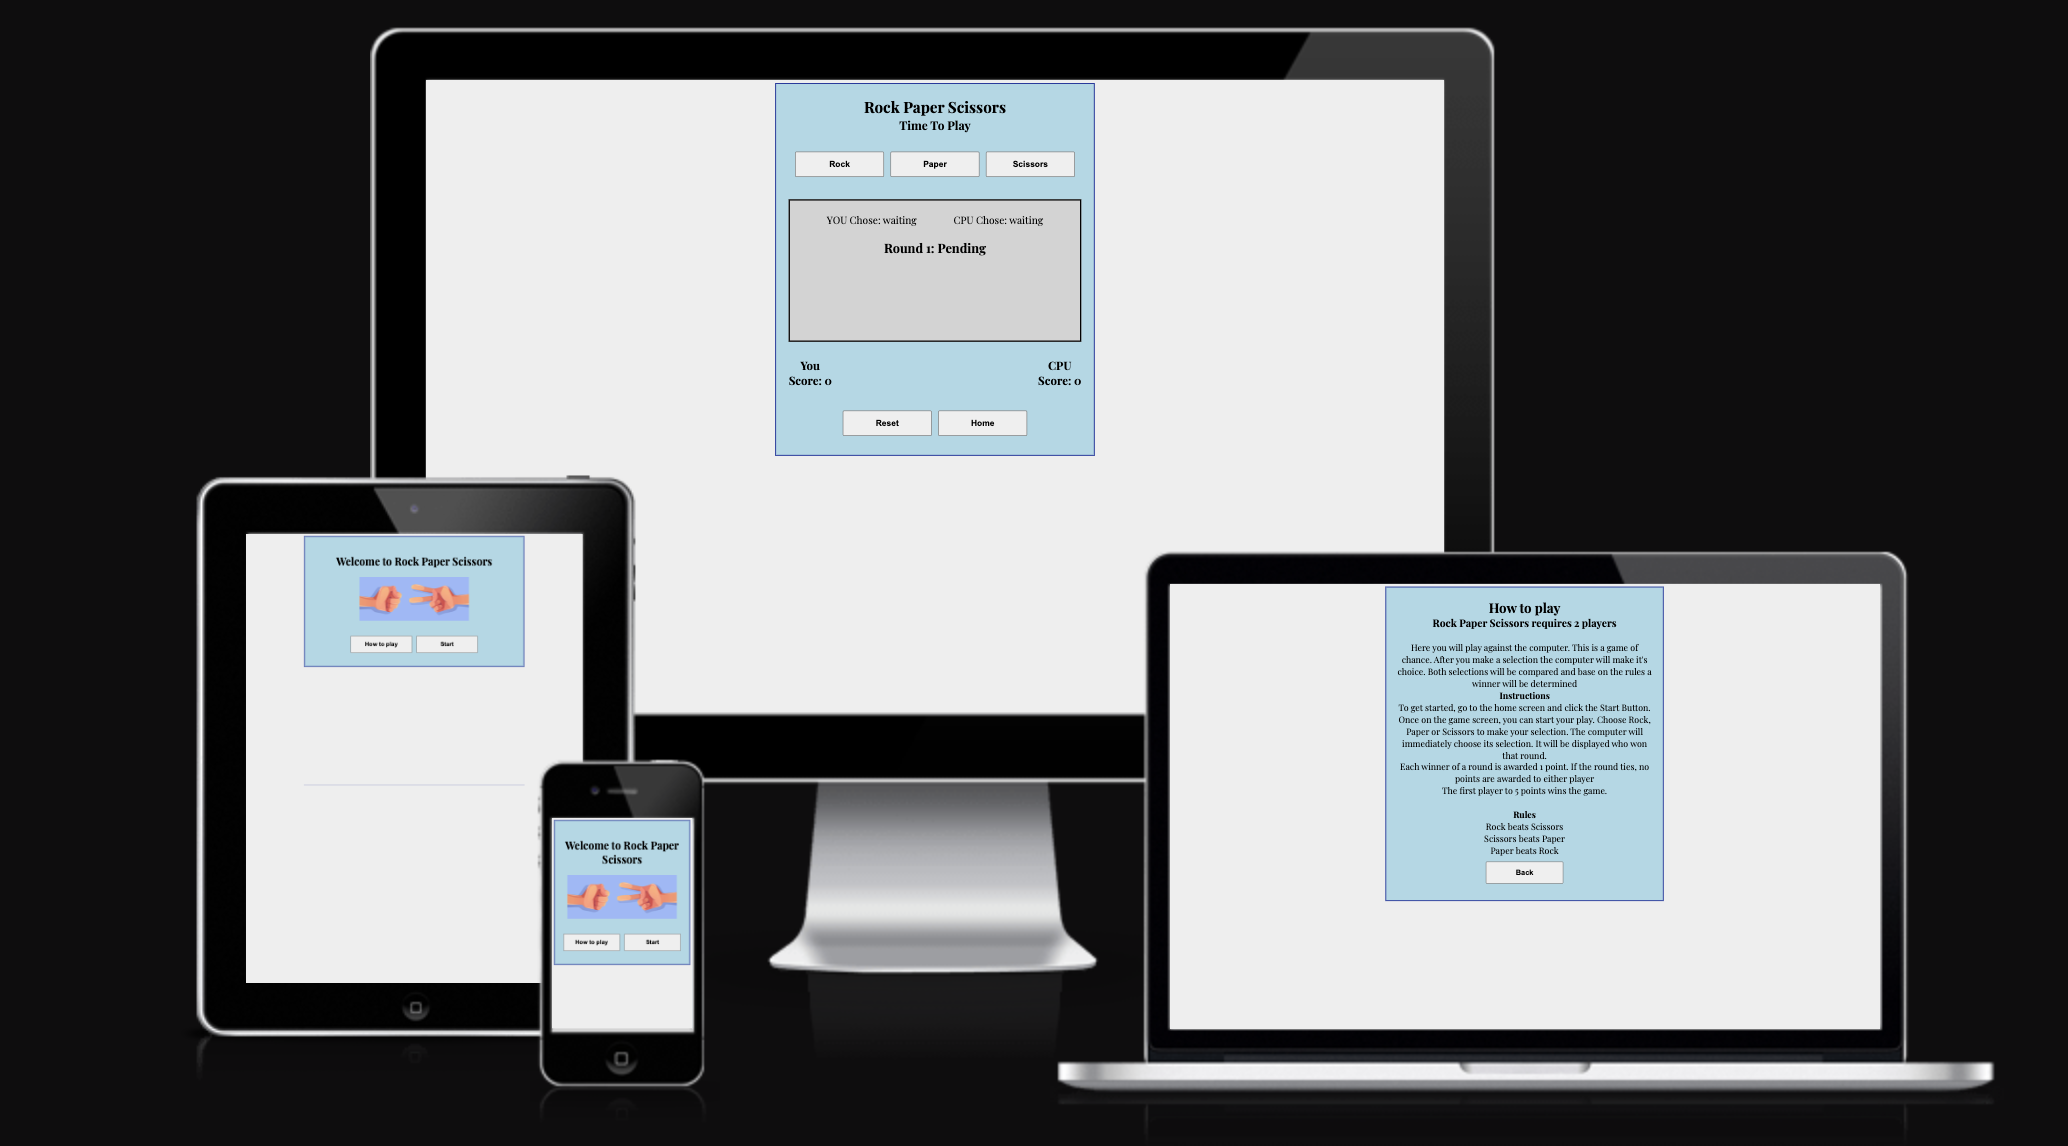 Rock Paper Scissors
Time To Play
Rock Paper Scissors
YOU Chose: waiting CPU Chose: waiting
Round 1: Pending
You CPU
Score: 0 Score: 0
Reset Home
Welcome to Rock Paper Scissors
How to play Start
Welcome to Rock Paper
Scissors
How to play Start
How to play
Rock Paper Scissors requires 2 players
Here you will play against the computer. This is a game of
chance. After you make a selection the computer will make it's
choice. Both selections will be compared and base on the rules a
winner will be determined
Instructions
To get started, go to the home screen and click the Start Button.
Once on the game screen, you can start your play. Choose Rock,
Paper or Scissors to make your selection. The computer will
immediately choose its selection. It will be displayed who won
that round.
Each winner of a round is awarded 1 point. If the round ties, no
points are awarded to either player
The first player to 5 points wins the game.
Rules
Rock beats Scissors
Scissors beats Paper
Paper beats Rock
Back